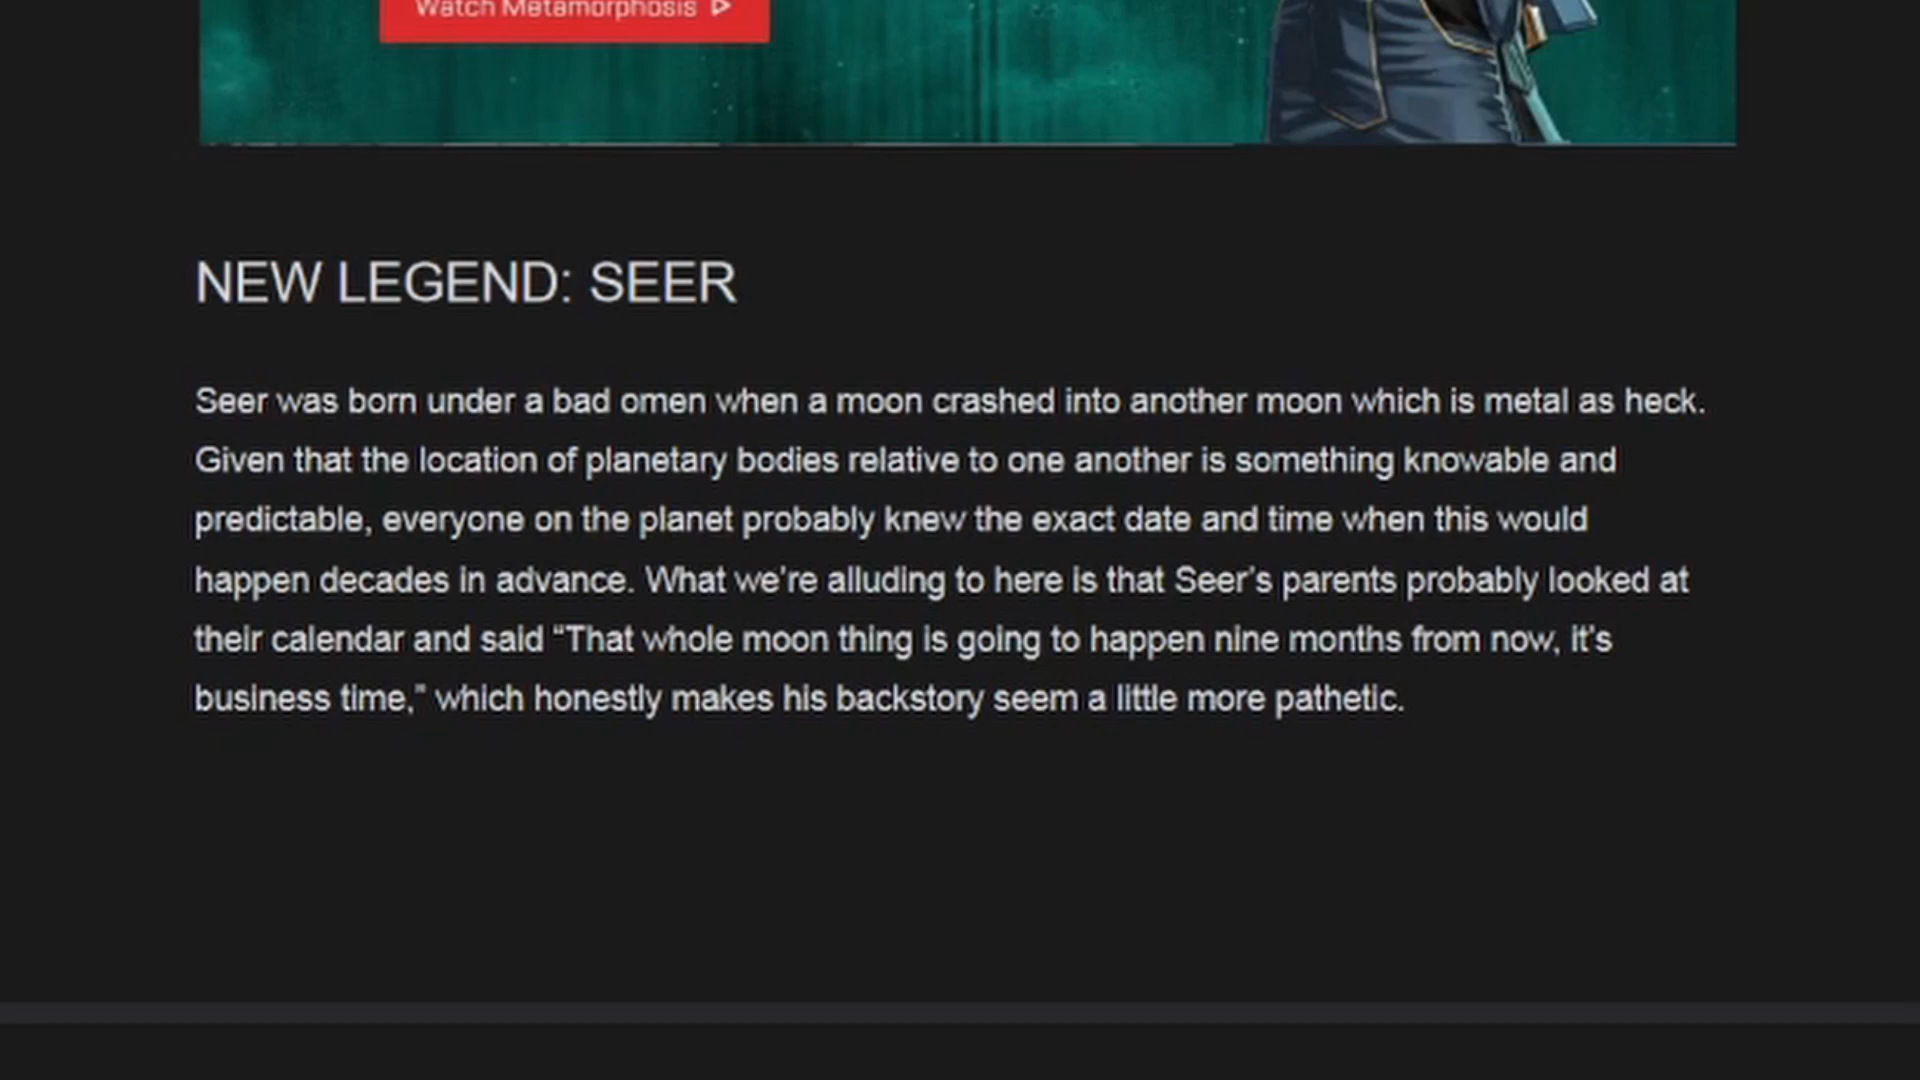 Watch Metamorphosis
NEW LEGEND: SEER
Seer was born under a bad omen when a moon crashed into another moon which is metal as heck.
Given that the location of planetary bodies relative to one another is something knowable and
predictable, everyone on the planet probably knew the exact date and time when this would
happen decades in advance. What we’re alluding to here is that Seer’s parents probably looked at
their calendar and said “That whole moon thing is going to happen nine months from now, it’s
business time,” which honestly makes his backstory seem a little more pathetic.